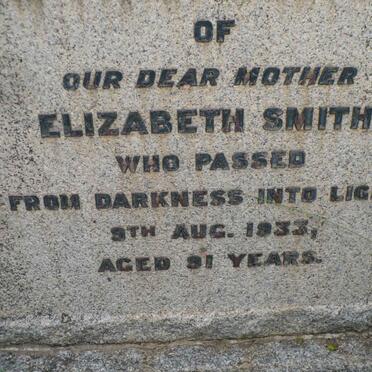 OF
OUR DEAR MOTHER
ELIZABETH SMITH
WHO PASSED
FROM DARKNESS INTO LIG
9TH AUG. 1933,
AGED 91 YEARS.